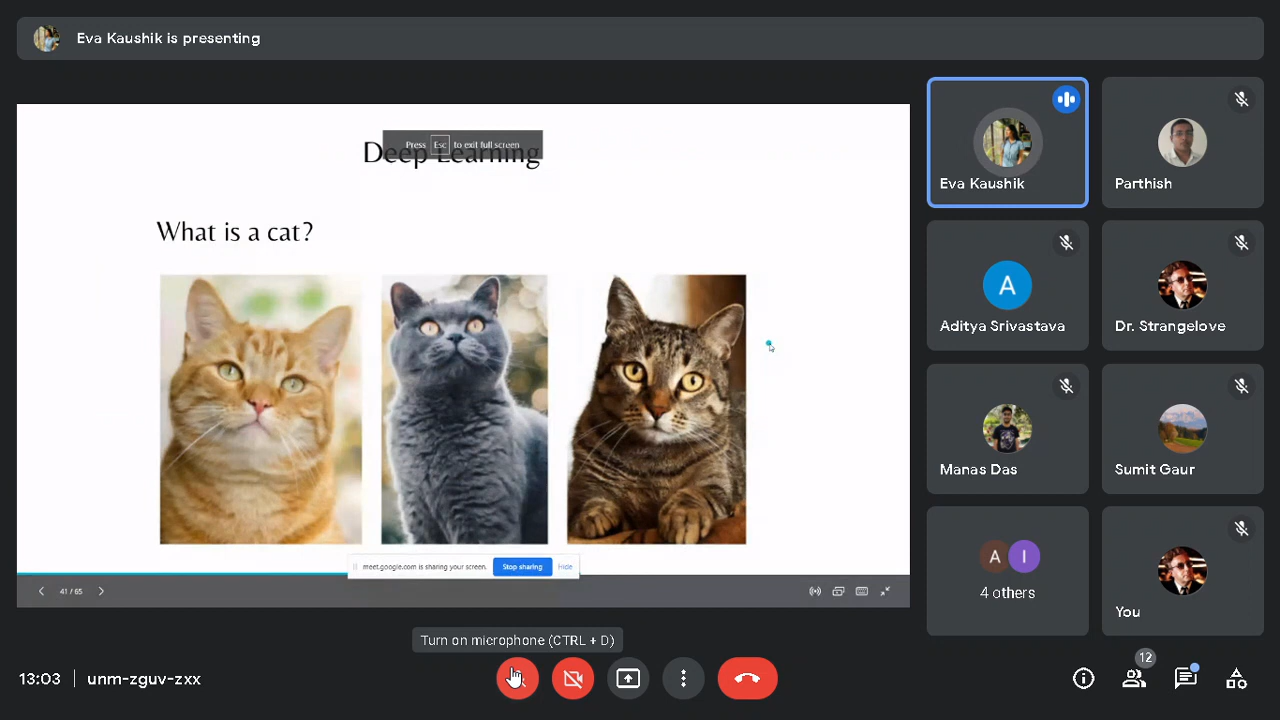 Eva Kaushik is presenting
Press Esc to exit full screen
Deep Learning
What is a cat?
meet.google.com is sharing your screen.
Stop sharing
Hide
41 / 65
Eva Kaushik
Parthish
A
Aditya Srivastava
Dr. Strangelove
Manas Das
Sumit Gaur
A I
4 others
You
Turn on microphone (CTRL + D)
13:03 | unm-zguv-zxx
12